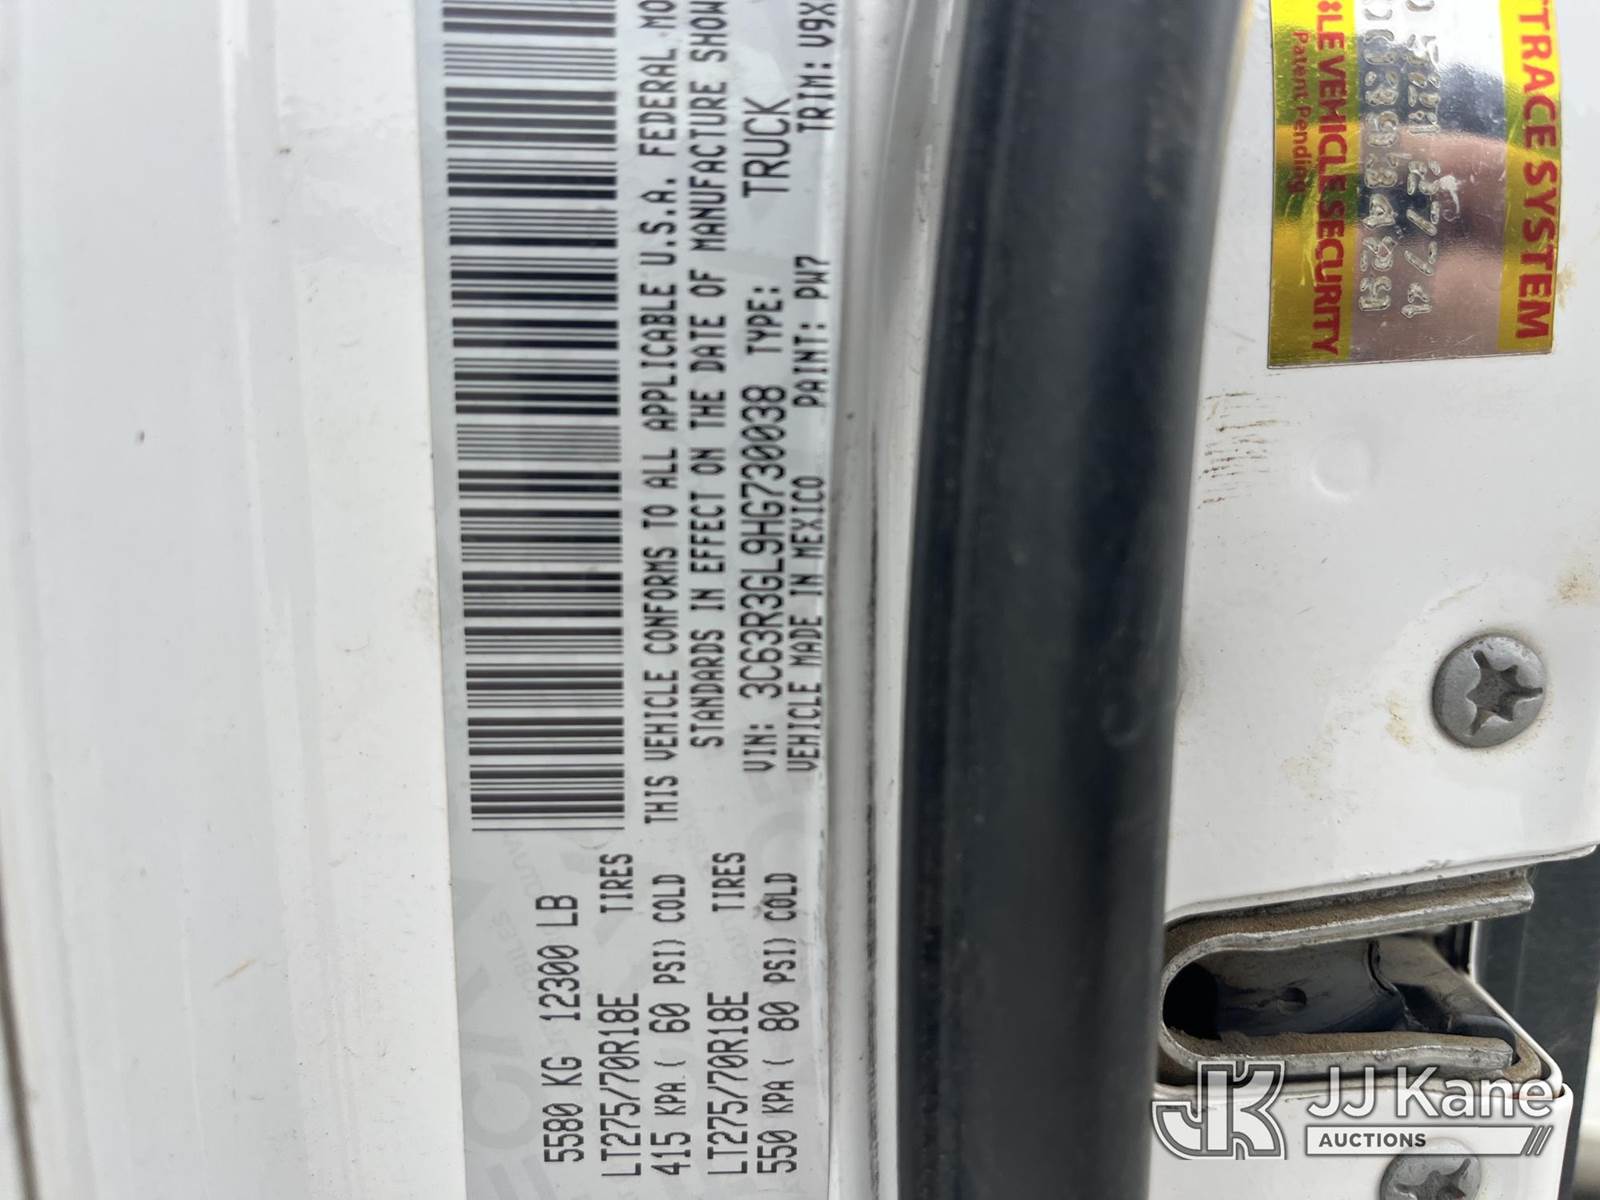 5580 KG 12300 LB
LT275/70R18E TIRES
415 KPA ( 60 PSI) COLD
LT275/70R18E TIRES
550 KPA ( 80 PSI) COLD
THIS VEHICLE CONFORMS TO ALL APPLICABLE U.S.A. FEDERAL MO
STANDARDS IN EFFECT ON THE DATE OF MANUFACTURE SHOW
VIN: 3C63R3GL9HG730038 TYPE: TRUCK
VEHICLE MADE IN MEXICO PAINT: PW7 TRIM: V9X
TTRACE SYSTEM
BLE VEHICLE SECURITY
Patent Pending
JJ Kane
AUCTIONS